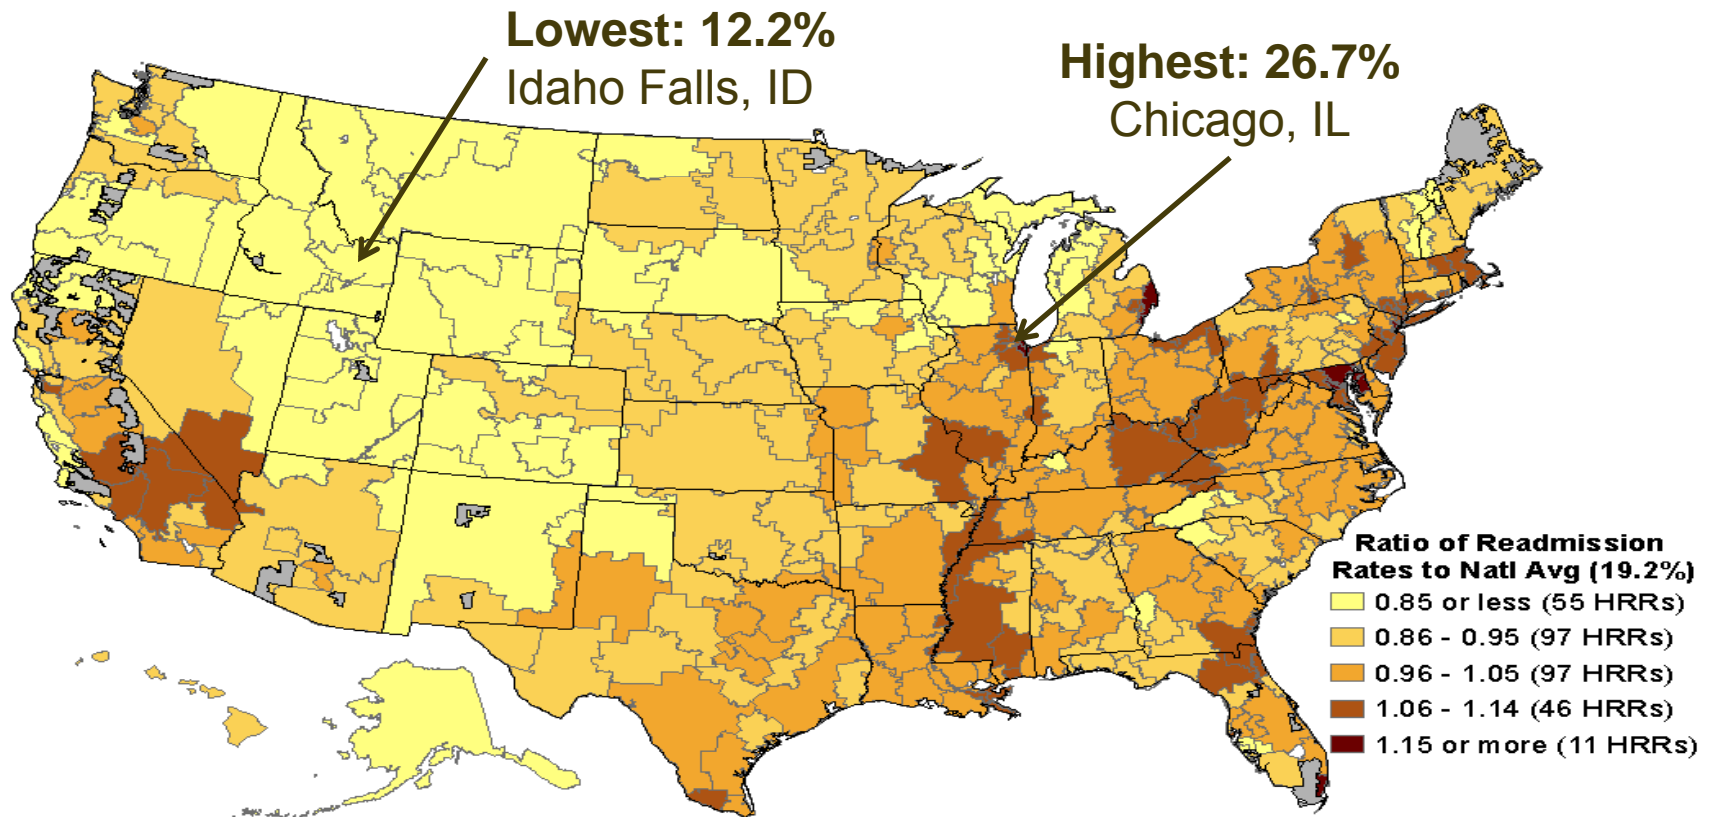 Lowest: 12.2%
Idaho Falls, ID
Highest: 26.7%
Chicago, IL
Ratio of Readmission
Rates to Natl Avg (19.2%)
0.85 or less (55 HRRs)
0.86 - 0.95 (97 HRRs)
0.96 - 1.05 (97 HRRs)
1.06 - 1.14 (46 HRRs)
1.15 or more (11 HRRs)